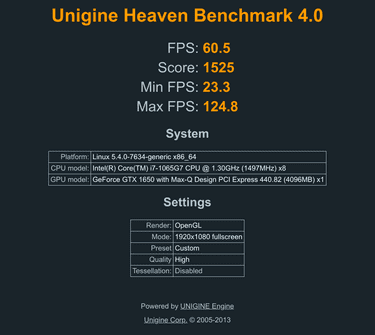 Unigine Heaven Benchmark 4.0
FPS: 60.5
Score: 1525
Min FPS: 23.3
Max FPS: 124.8
System
Platform: Linux 5.4.0-7634-generic x86_64
CPU model: Intel(R) Core(TM) i7-1065G7 CPU @ 1.30GHz (1497MHz) x8
GPU model: GeForce GTX 1650 with Max-Q Design PCI Express 440.82 (4096MB) x1
Settings
Render: OpenGL
Mode: 1920x1080 fullscreen
Preset Custom
Quality High
Tessellation: Disabled
Powered by UNIGINE Engine
Unigine Corp. © 2005-2013